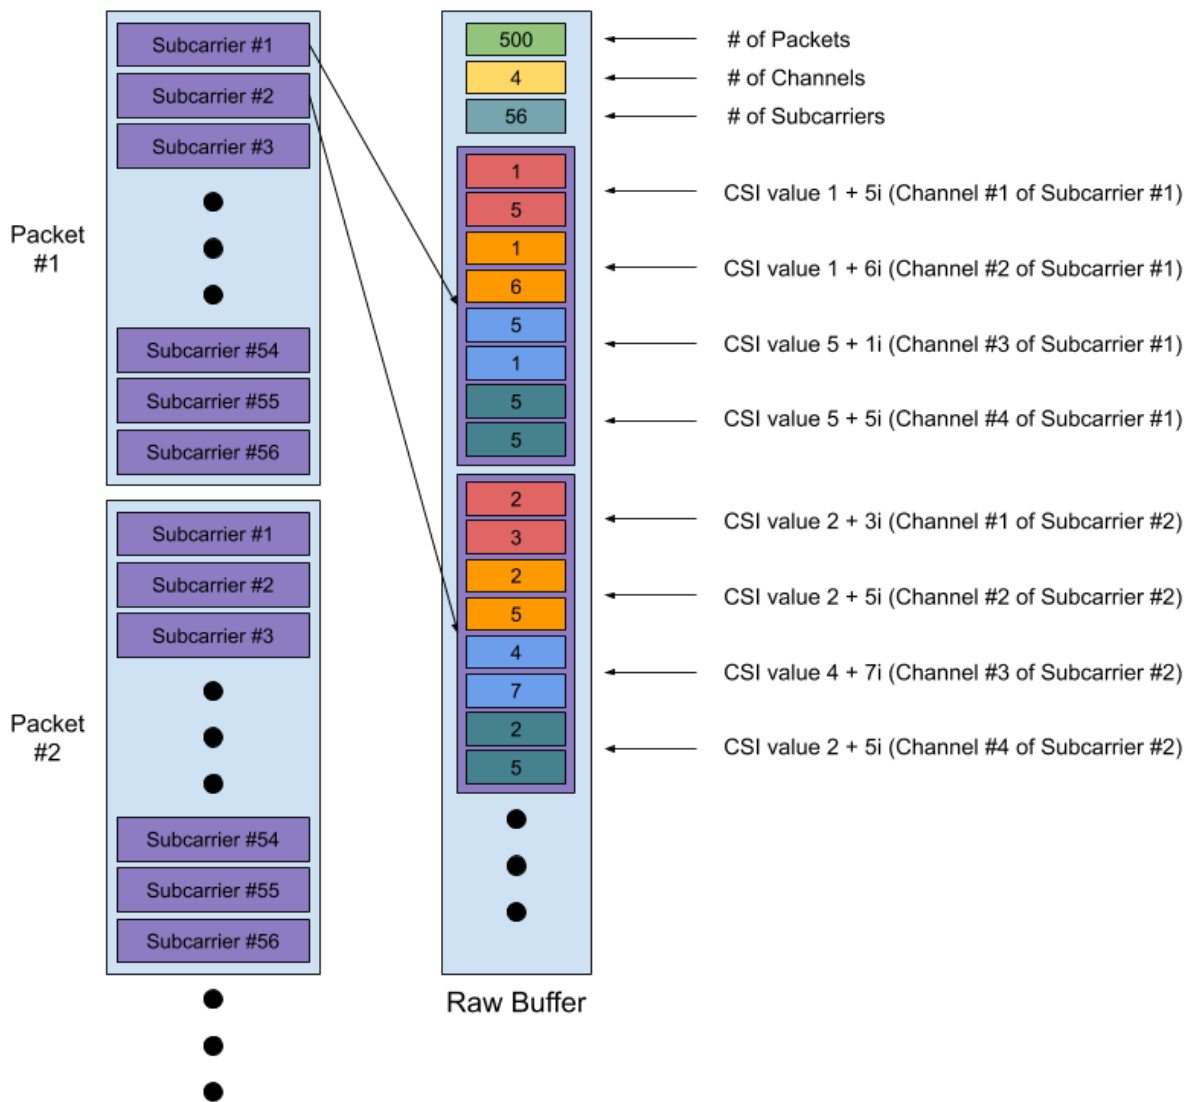 Packet
#1
Subcarrier #1
Subcarrier #2
Subcarrier #3
Subcarrier #54
Subcarrier #55
Subcarrier #56
Packet
#2
Subcarrier #1
Subcarrier #2
Subcarrier #3
Subcarrier #54
Subcarrier #55
Subcarrier #56
500
# of Packets
4
# of Channels
56
# of Subcarriers
1
5
CSI value 1 + 5i (Channel #1 of Subcarrier #1)
1
6
CSI value 1 + 6i (Channel #2 of Subcarrier #1)
5
1
CSI value 5 + 1i (Channel #3 of Subcarrier #1)
5
5
CSI value 5 + 5i (Channel #4 of Subcarrier #1)
2
3
CSI value 2 + 3i (Channel #1 of Subcarrier #2)
2
5
CSI value 2 + 5i (Channel #2 of Subcarrier #2)
4
7
CSI value 4 + 7i (Channel #3 of Subcarrier #2)
2
5
CSI value 2 + 5i (Channel #4 of Subcarrier #2)
Raw Buffer